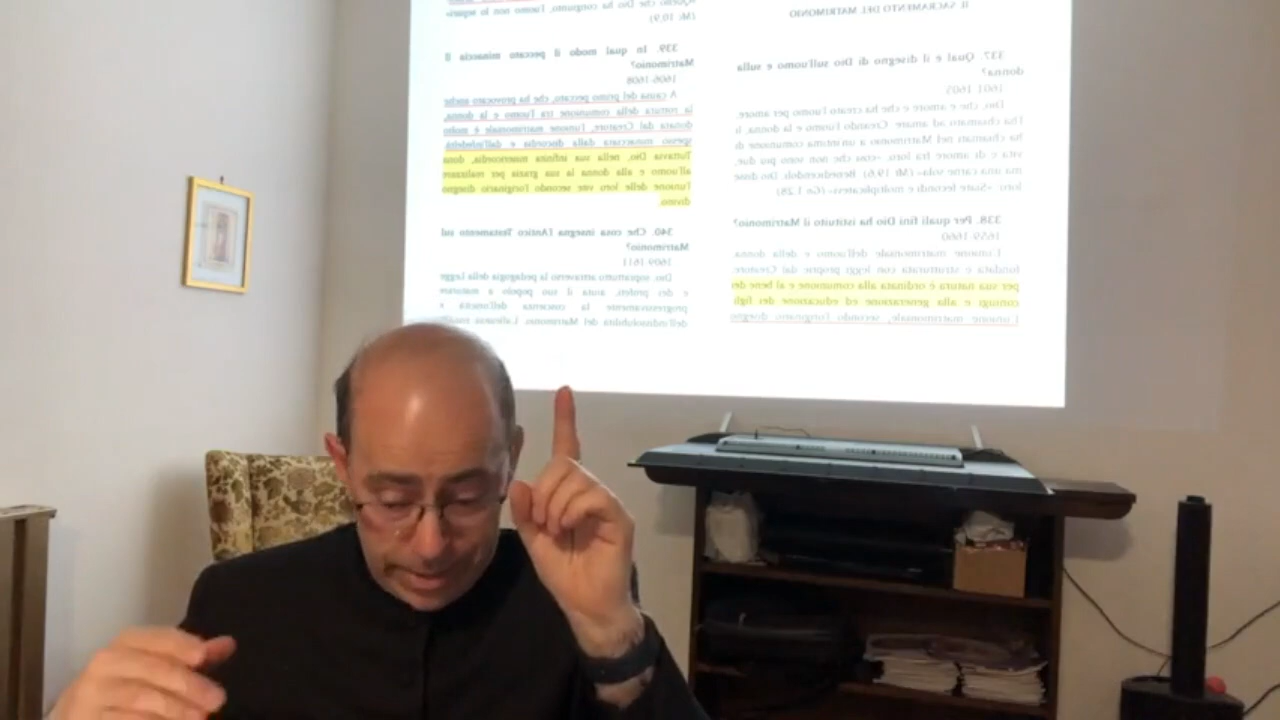 IL SACRAMENTO DEL MATRIMONIO
337. Qual è il disegno di Dio sull'uomo e sulla
donna?
1601-1605
Dio, che è amore e che ha creato l'uomo per amore,
l'ha chiamato ad amare. Creando l'uomo e la donna, li
ha chiamati nel Matrimonio a un'intima comunione di
vita e di amore fra loro, «così che non sono più due,
ma una carne sola» (Mt 19,6). Benedicendoli, Dio disse
loro: «Siate fecondi e moltiplicatevi» (Gn 1,28).
338. Per quali fini Dio ha istituito il Matrimonio?
1659-1660
L'unione matrimoniale dell'uomo e della donna,
fondata e strutturata con leggi proprie dal Creatore,
per sua natura è ordinata alla comunione e al bene dei
coniugi e alla generazione ed educazione dei figli.
L'unione matrimoniale, secondo l'originario disegno
che Dio ha congiunto, l'uomo non lo separi»
(Mc 10,9).
339. In qual modo il peccato minaccia il
Matrimonio?
1606-1608
A causa del primo peccato, che ha provocato anche
la rottura della comunione tra l'uomo e la donna,
donata dal Creatore, l'unione matrimoniale è molto
spesso minacciata dalla discordia e dall'infedeltà.
Tuttavia Dio, nella sua infinita misericordia, dona
all'uomo e alla donna la sua grazia per realizzare
l'unione delle loro vite secondo l'originario disegno
divino.
340. Che cosa insegna l'Antico Testamento sul
Matrimonio?
1609-1611
Dio, soprattutto attraverso la pedagogia della Legge
e dei profeti, aiuta il suo popolo a maturare
progressivamente la coscienza dell'unicità e
dell'indissolubilità del Matrimonio. L'alleanza